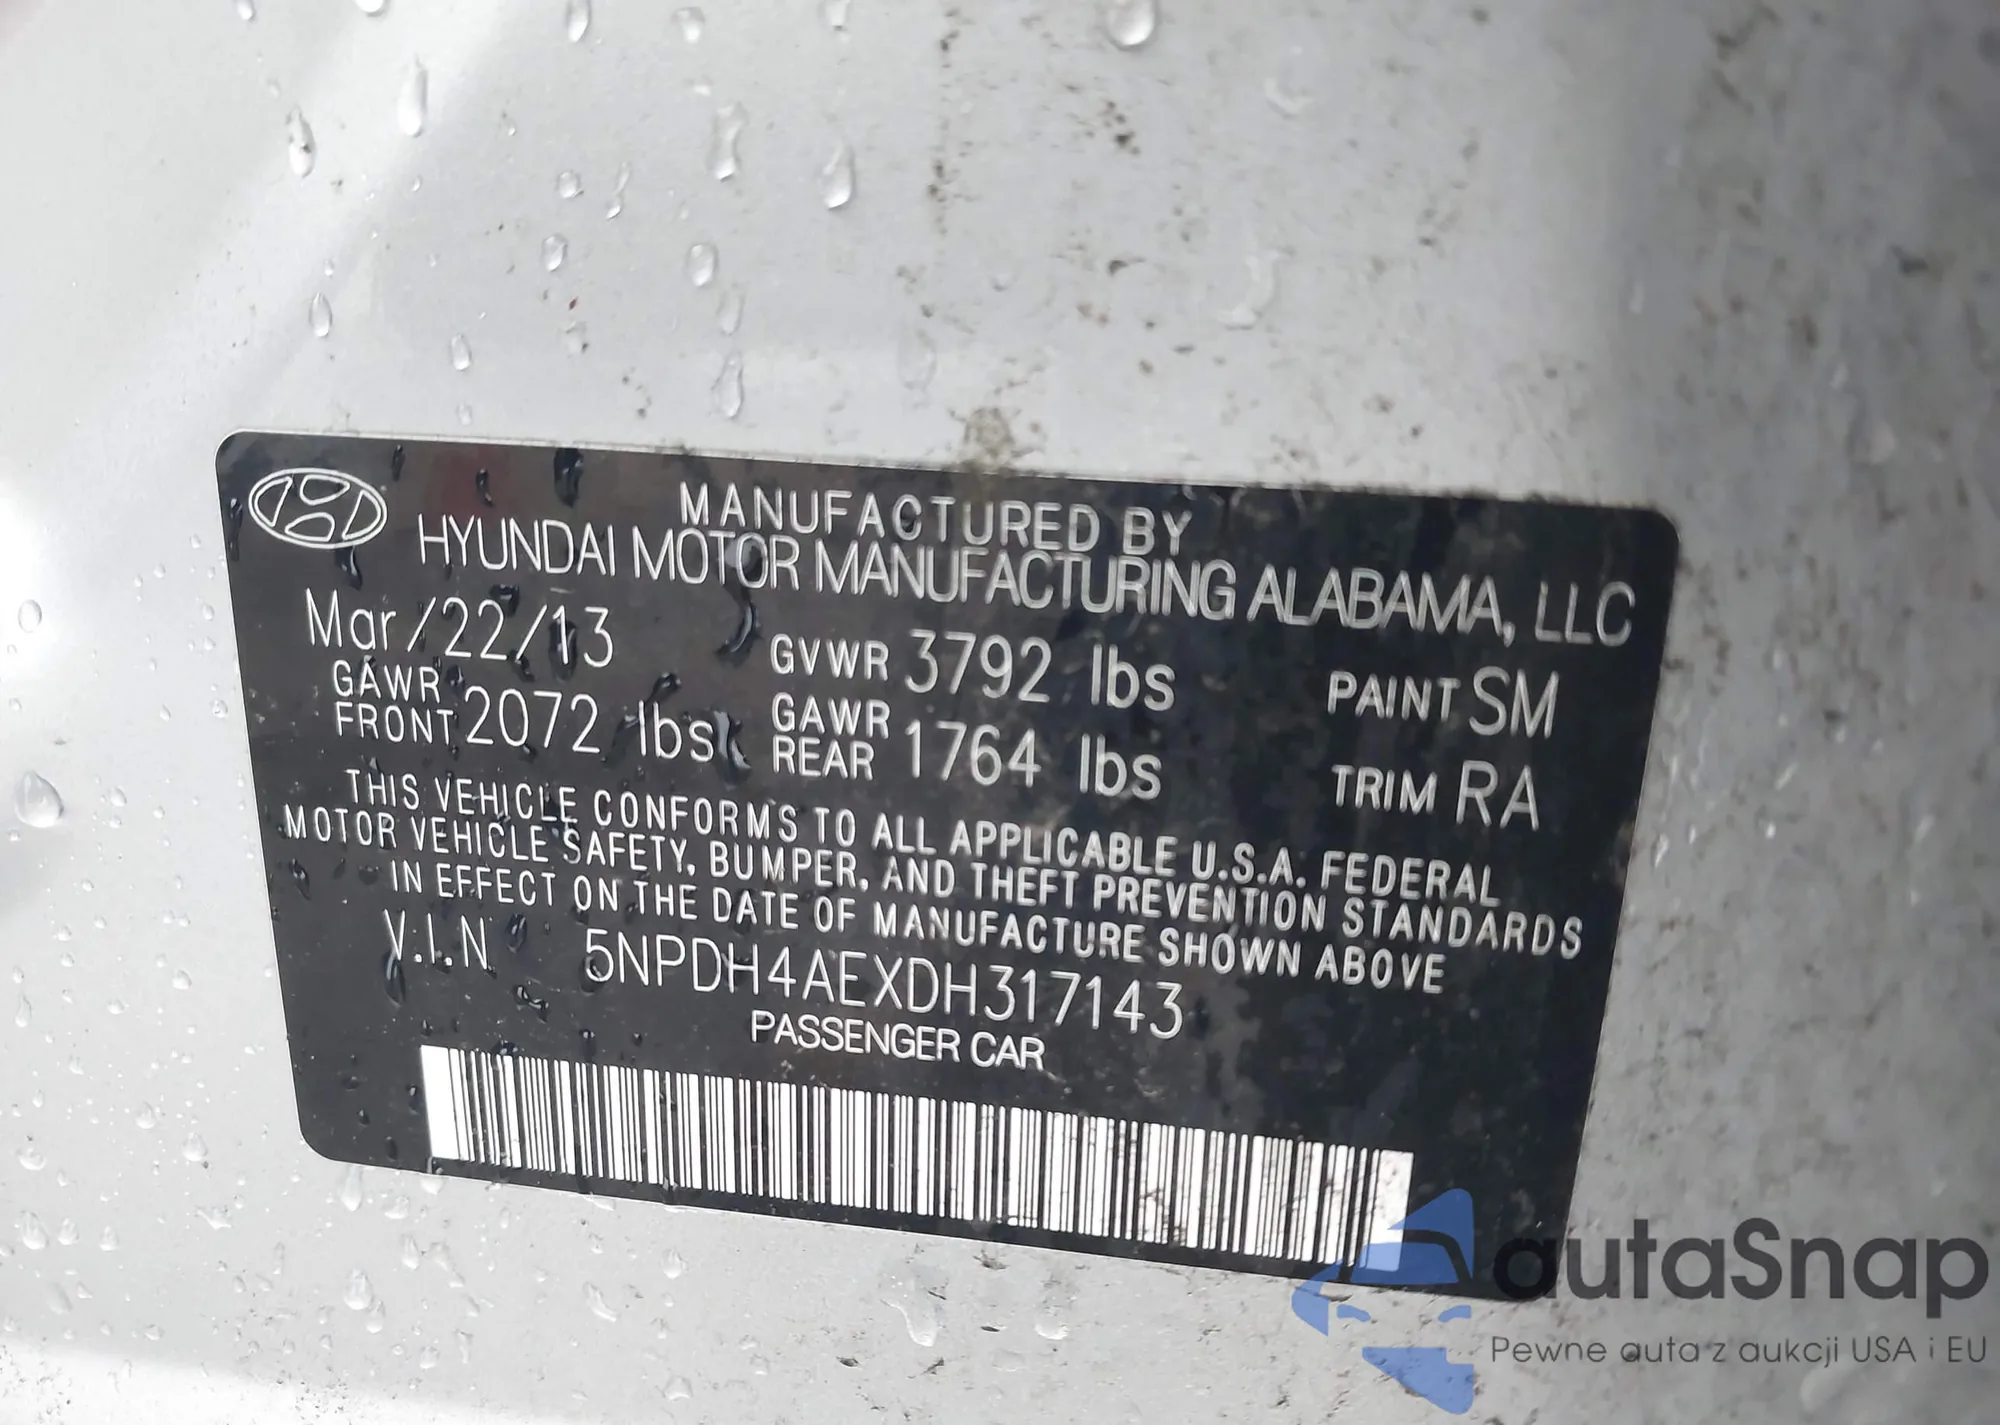 MANUFACTURED BY
HYUNDAI MOTOR MANUFACTURING ALABAMA, LLC
Mar/22/13 GVWR 3792 lbs PAINT SM
GAWR FRONT 2072 lbs GAWR REAR 1764 lbs TRIM RA
THIS VEHICLE CONFORMS TO ALL APPLICABLE U.S.A. FEDERAL
MOTOR VEHICLE SAFETY, BUMPER, AND THEFT PREVENTION STANDARDS
IN EFFECT ON THE DATE OF MANUFACTURE SHOWN ABOVE
V.I.N 5NPDH4AEXDH317143
PASSENGER CAR
autaSnap
Pewne auta z aukcji USA i EU